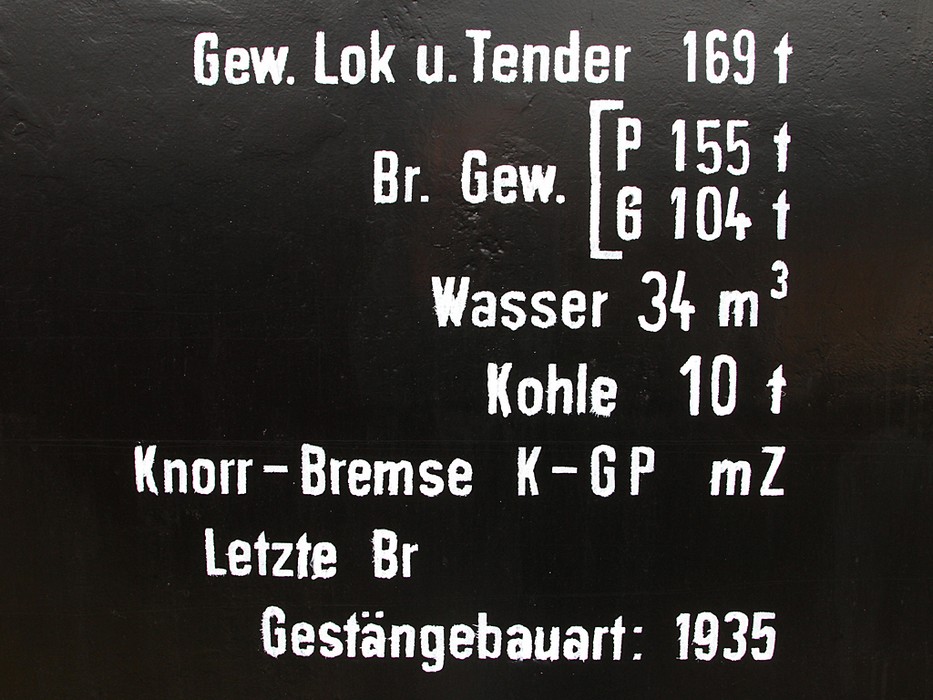 Gew. Lok u. Tender 169 t
Br. Gew. [P 155 t
G 104 t
Wasser 34 m³
Kohle 10 t
Knorr-Bremse K-GP mZ
Letzte Br
Gestängebauart: 1935